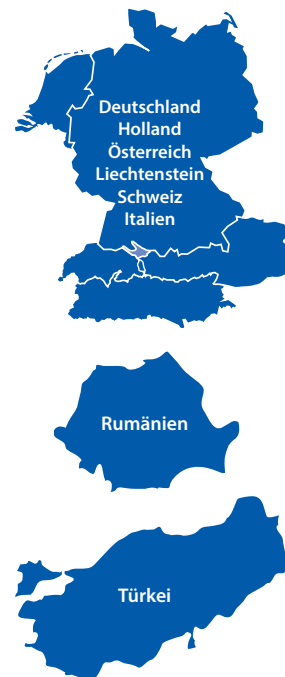 Deutschland
Holland
Österreich
Liechtenstein
Schweiz
Italien
Rumänien
Türkei